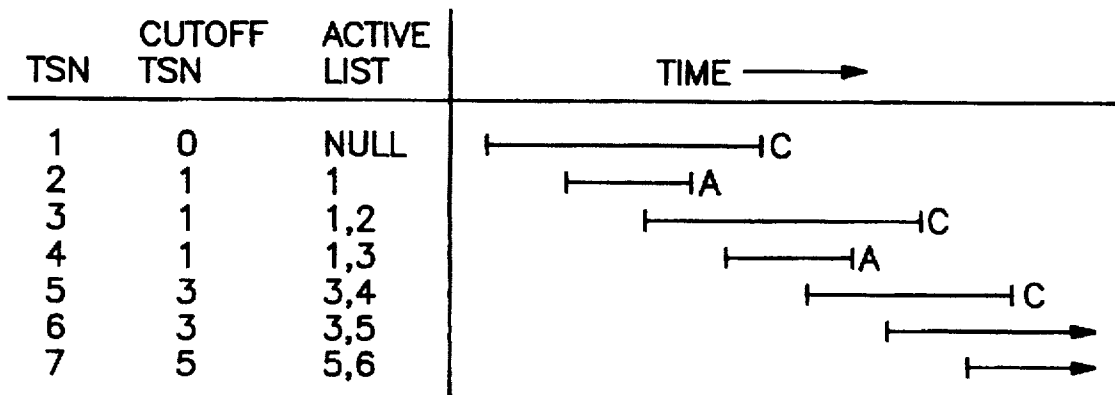 CUTOFF ACTIVE
TSN TSN LIST TIME
1 0 NULL C
2 1 1 A
3 1 1,2 C
4 1 1,3 A
5 3 3,4 C
6 3 3,5
7 5 5,6